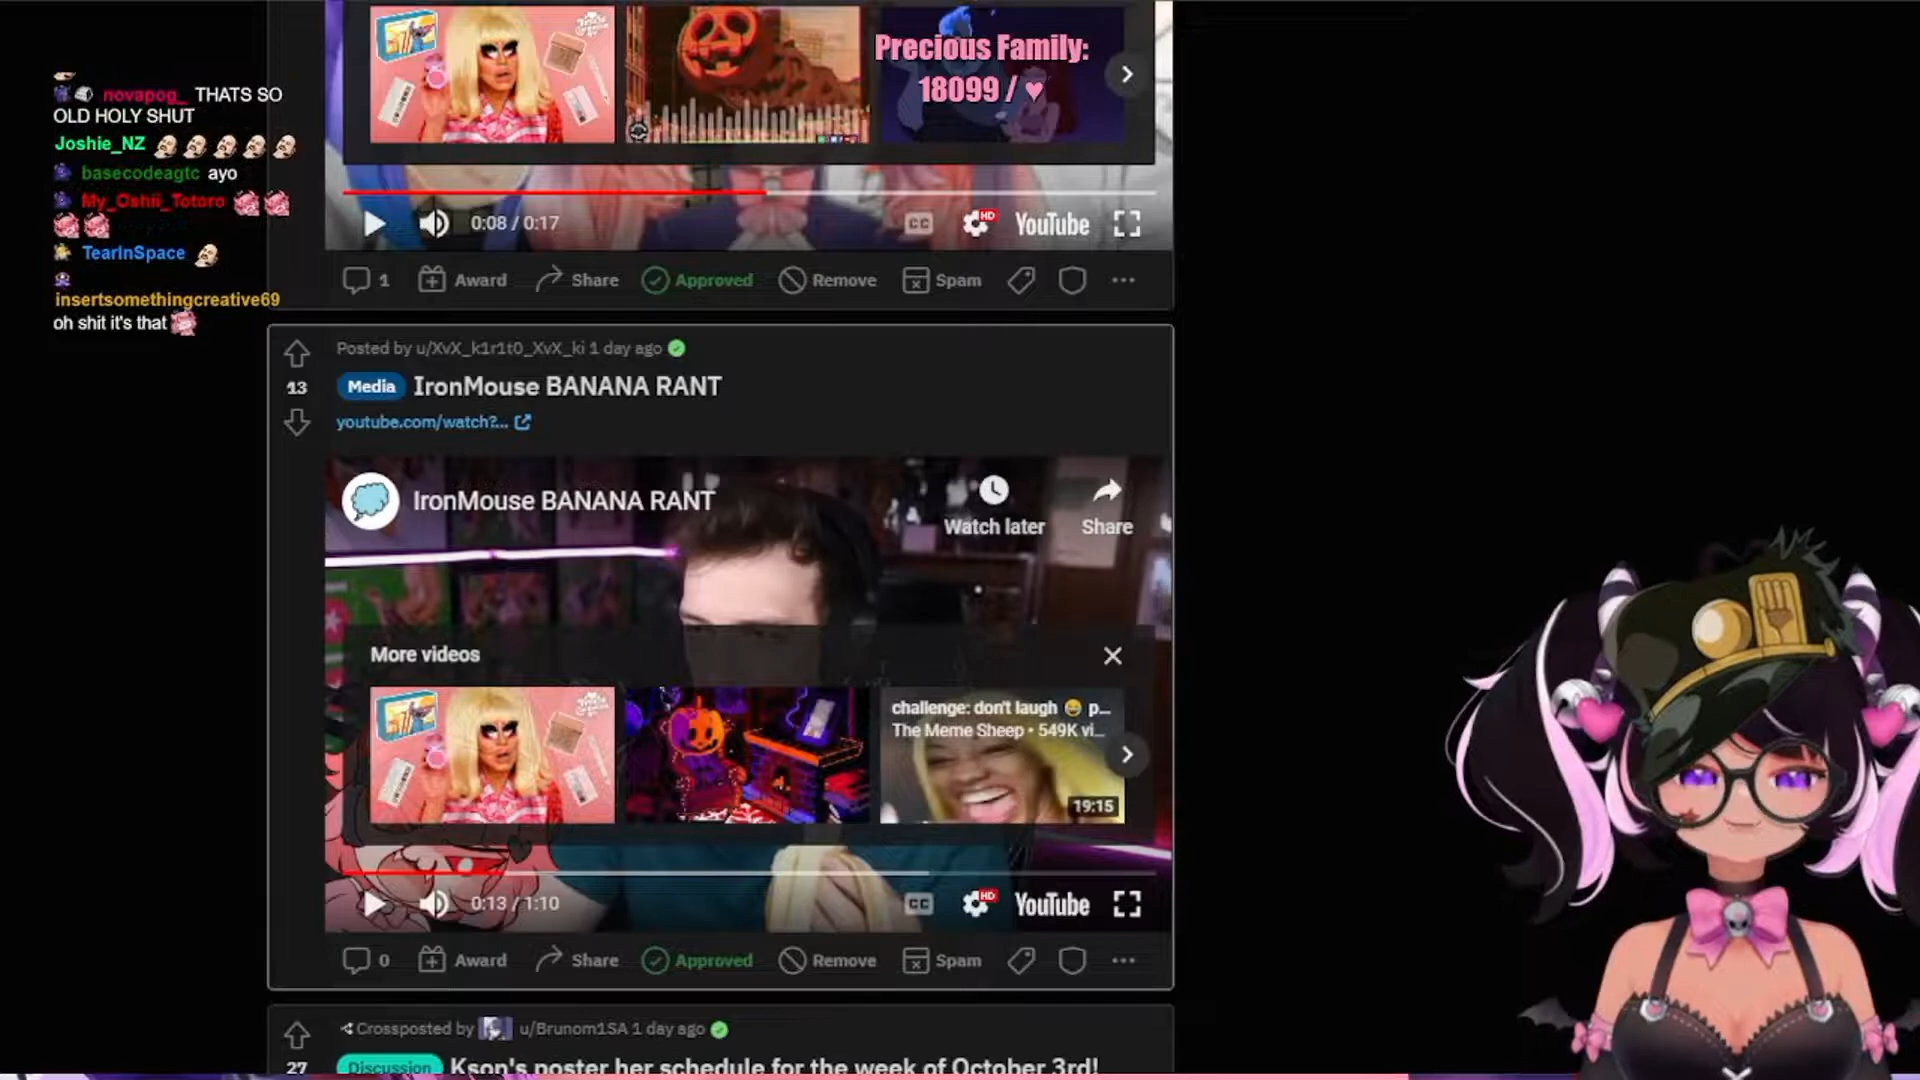 novapog_ THATS SO
OLD HOLY SHUT
Joshie_NZ
basecodeagtc ayo
My_Oshii_Totoro
TearInSpace
insertsomethingcreative69
oh shit it's that
Precious Family:
18099 / ♥
0:08 / 0:17
CC
HD
YouTube
1
Award
Share
Approved
Remove
Spam
Posted by u/XvX_k1r1t0_XvX_ki 1 day ago
13
Media
IronMouse BANANA RANT
youtube.com/watch?...
IronMouse BANANA RANT
Watch later
Share
More videos
challenge: don't laugh 😂 p...
The Meme Sheep • 549K vi...
19:15
0:13 / 1:10
CC
HD
YouTube
0
Award
Share
Approved
Remove
Spam
Crossposted by u/Brunom1SA 1 day ago
27
Discussion
Kson's poster her schedule for the week of October 3rd!